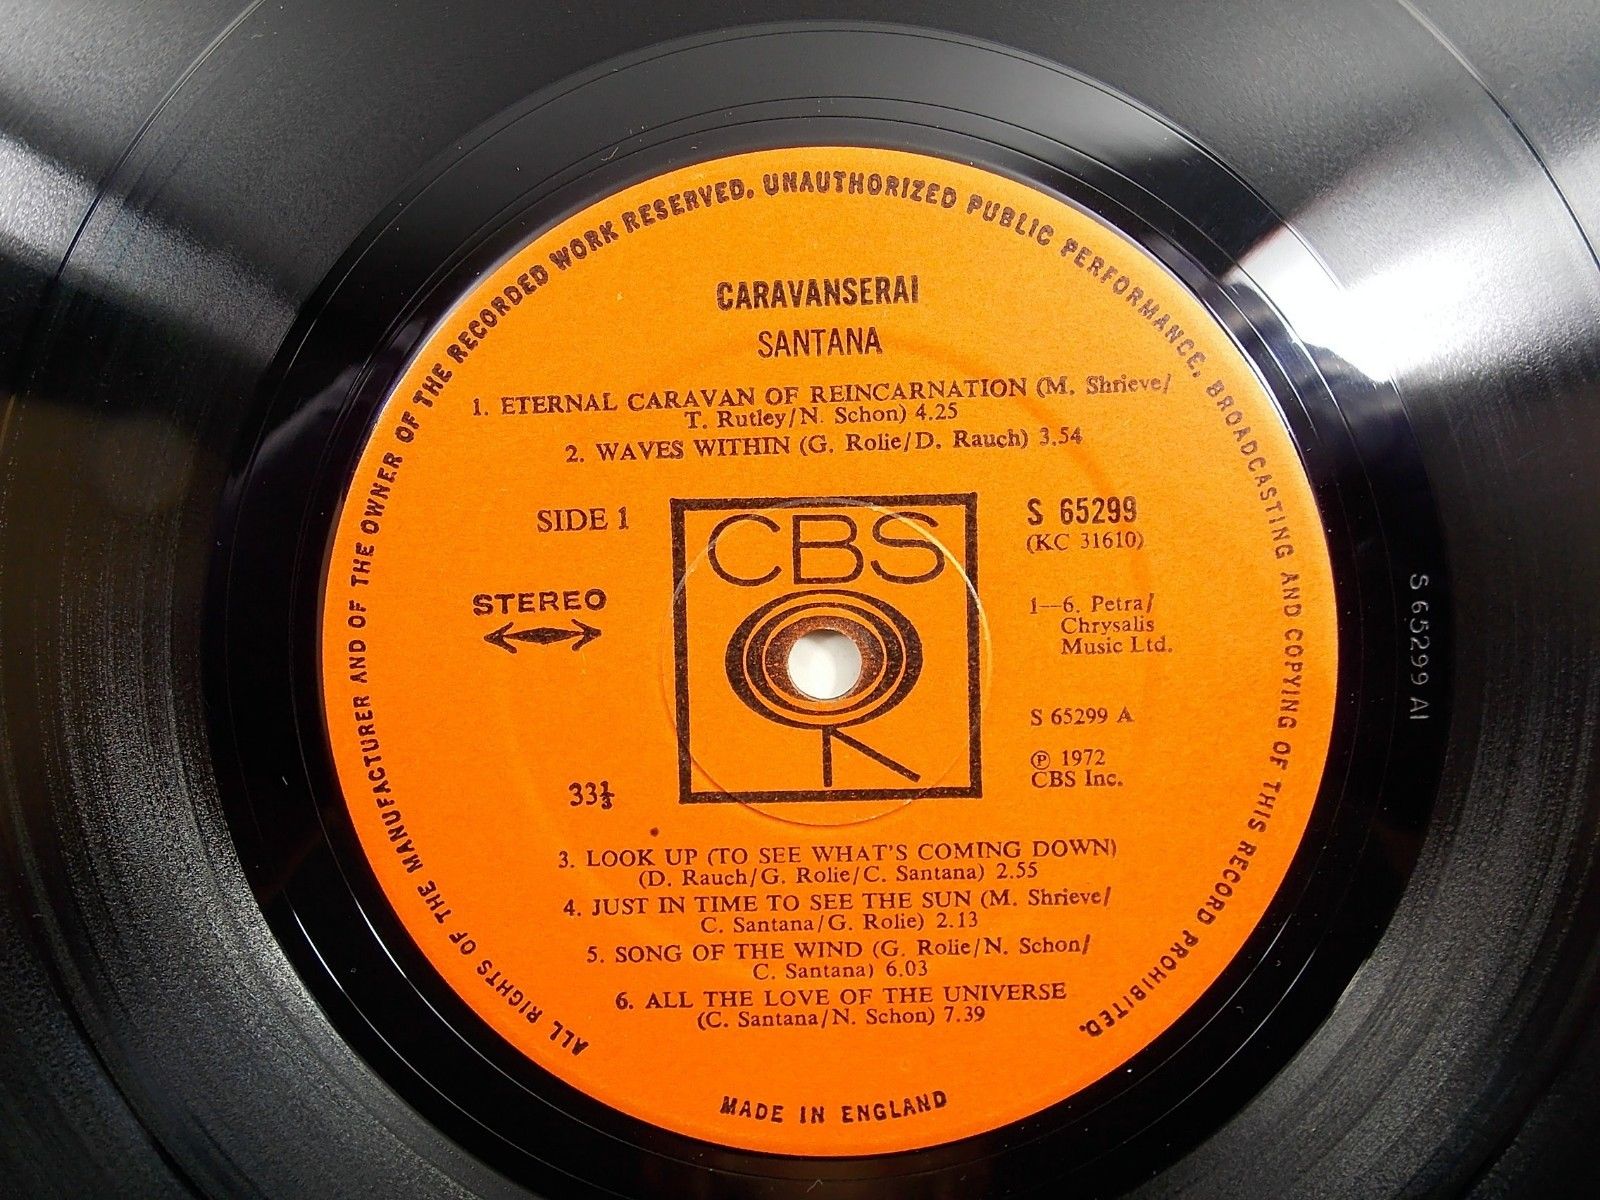 ALL RIGHTS OF THE MANUFACTURER AND OF THE OWNER OF THE RECORDED WORK RESERVED. UNAUTHORIZED PUBLIC PERFORMANCE, BROADCASTING AND COPYING OF THIS RECORD PROHIBITED.
CARAVANSERAI
SANTANA
1. ETERNAL CARAVAN OF REINCARNATION (M. Shrieve/
T. Rutley/N. Schon) 4.25
2. WAVES WITHIN (G. Rolie/D. Rauch) 3.54
SIDE 1
STEREO
33⅓
CBS
S 65299
(KC 31610)
1—6. Petra/
Chrysalis
Music Ltd.
S 65299 A
℗ 1972
CBS Inc.
3. LOOK UP (TO SEE WHAT'S COMING DOWN)
(D. Rauch/G. Rolie/C. Santana) 2.55
4. JUST IN TIME TO SEE THE SUN (M. Shrieve/
C. Santana/G. Rolie) 2.13
5. SONG OF THE WIND (G. Rolie/N. Schon/
C. Santana) 6.03
6. ALL THE LOVE OF THE UNIVERSE
(C. Santana/N. Schon) 7.39
MADE IN ENGLAND
S 65299 A1